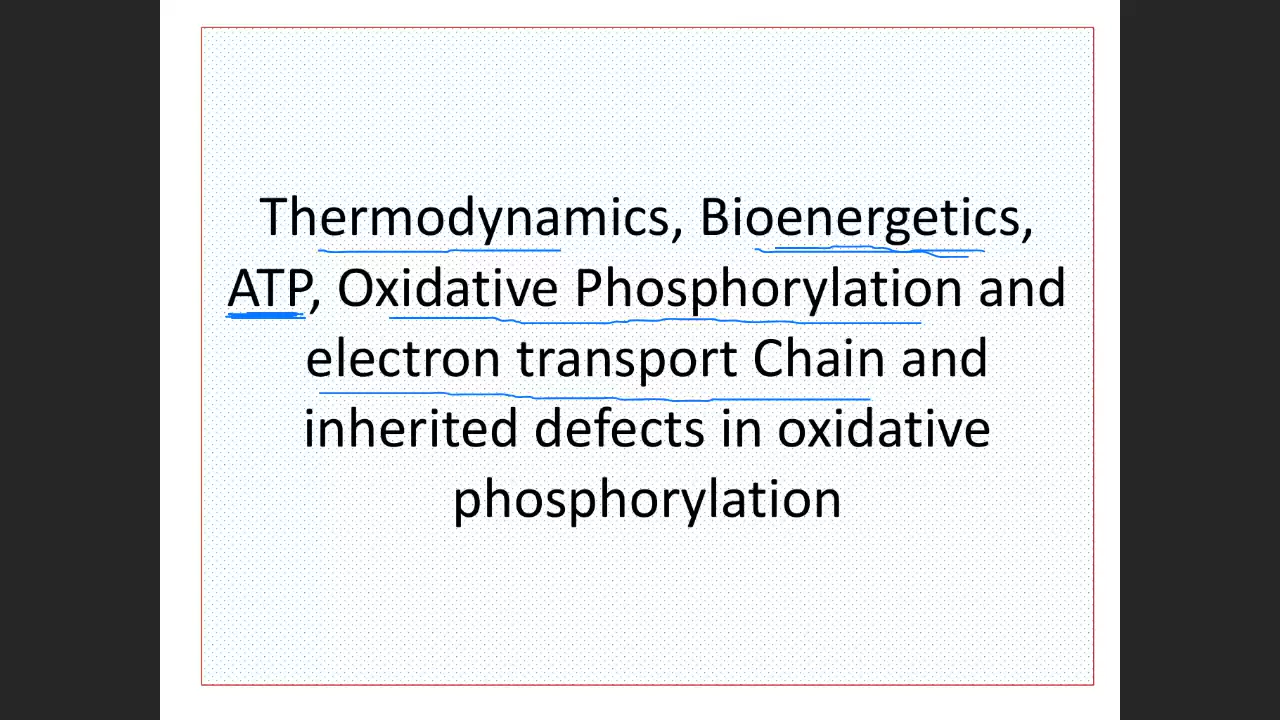 Thermodynamics, Bioenergetics,
ATP, Oxidative Phosphorylation and
electron transport Chain and
inherited defects in oxidative
phosphorylation